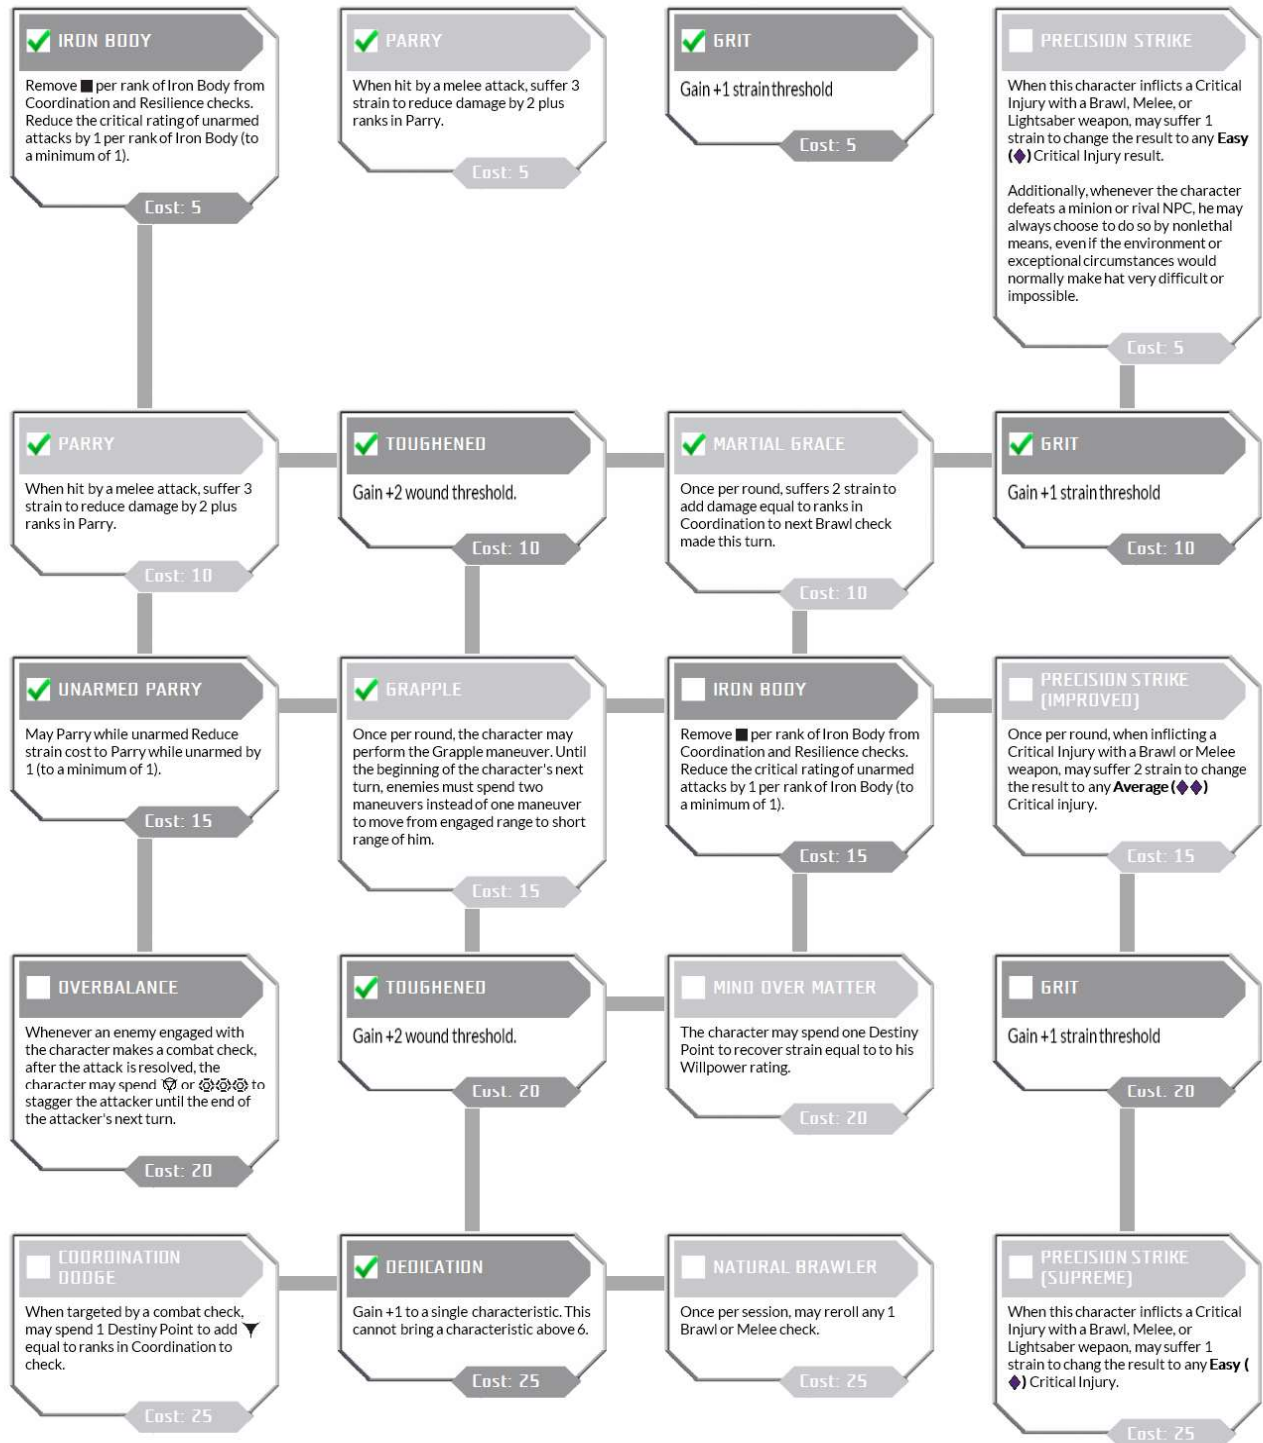 IRON BODY
Remove ■ per rank of Iron Body from
Coordination and Resilience checks.
Reduce the critical rating of unarmed
attacks by 1 per rank of Iron Body (to
a minimum of 1).
Cost: 5
PARRY
When hit by a melee attack, suffer 3
strain to reduce damage by 2 plus
ranks in Parry.
Cost: 5
GRIT
Gain +1 strain threshold
Cost: 5
PRECISION STRIKE
When this character inflicts a Critical
Injury with a Brawl, Melee, or
Lightsaber weapon, may suffer 1
strain to change the result to any Easy
(◆) Critical Injury result.
Additionally, whenever the character
defeats a minion or rival NPC, he may
always choose to do so by nonlethal
means, even if the environment or
exceptional circumstances would
normally make hat very difficult or
impossible.
Cost: 5
PARRY
When hit by a melee attack, suffer 3
strain to reduce damage by 2 plus
ranks in Parry.
Cost: 10
TOUGHENED
Gain +2 wound threshold.
Cost: 10
MARTIAL GRACE
Once per round, suffers 2 strain to
add damage equal to ranks in
Coordination to next Brawl check
made this turn.
Cost: 10
GRIT
Gain +1 strain threshold
Cost: 10
UNARMED PARRY
May Parry while unarmed Reduce
strain cost to Parry while unarmed by
1 (to a minimum of 1).
Cost: 15
GRAPPLE
Once per round, the character may
perform the Grapple maneuver. Until
the beginning of the character's next
turn, enemies must spend two
maneuvers instead of one maneuver
to move from engaged range to short
range of him.
Cost: 15
IRON BODY
Remove ■ per rank of Iron Body from
Coordination and Resilience checks.
Reduce the critical rating of unarmed
attacks by 1 per rank of Iron Body (to
a minimum of 1).
Cost: 15
PRECISION STRIKE
(IMPROVED)
Once per round, when inflicting a
Critical Injury with a Brawl or Melee
weapon, may suffer 2 strain to change
the result to any Average (◆◆)
Critical injury.
Cost: 15
OVERBALANCE
Whenever an enemy engaged with
the character makes a combat check,
after the attack is resolved, the
character may spend or to
stagger the attacker until the end of
the attacker's next turn.
Cost: 20
TOUGHENED
Gain +2 wound threshold.
Cost: 20
MIND OVER MATTER
The character may spend one Destiny
Point to recover strain equal to to his
Willpower rating.
Cost: 20
GRIT
Gain +1 strain threshold
Cost: 20
COORDINATION
DODGE
When targeted by a combat check,
may spend 1 Destiny Point to add
equal to ranks in Coordination to
check.
Cost: 25
DEDICATION
Gain +1 to a single characteristic. This
cannot bring a characteristic above 6.
Cost: 25
NATURAL BRAWLER
Once per session, may reroll any 1
Brawl or Melee check.
Cost: 25
PRECISION STRIKE
(SUPREME)
When this character inflicts a Critical
Injury with a Brawl, Melee, or
Lightsaber wepaon, may suffer 1
strain to chang the result to any Easy (
◆) Critical Injury.
Cost: 25